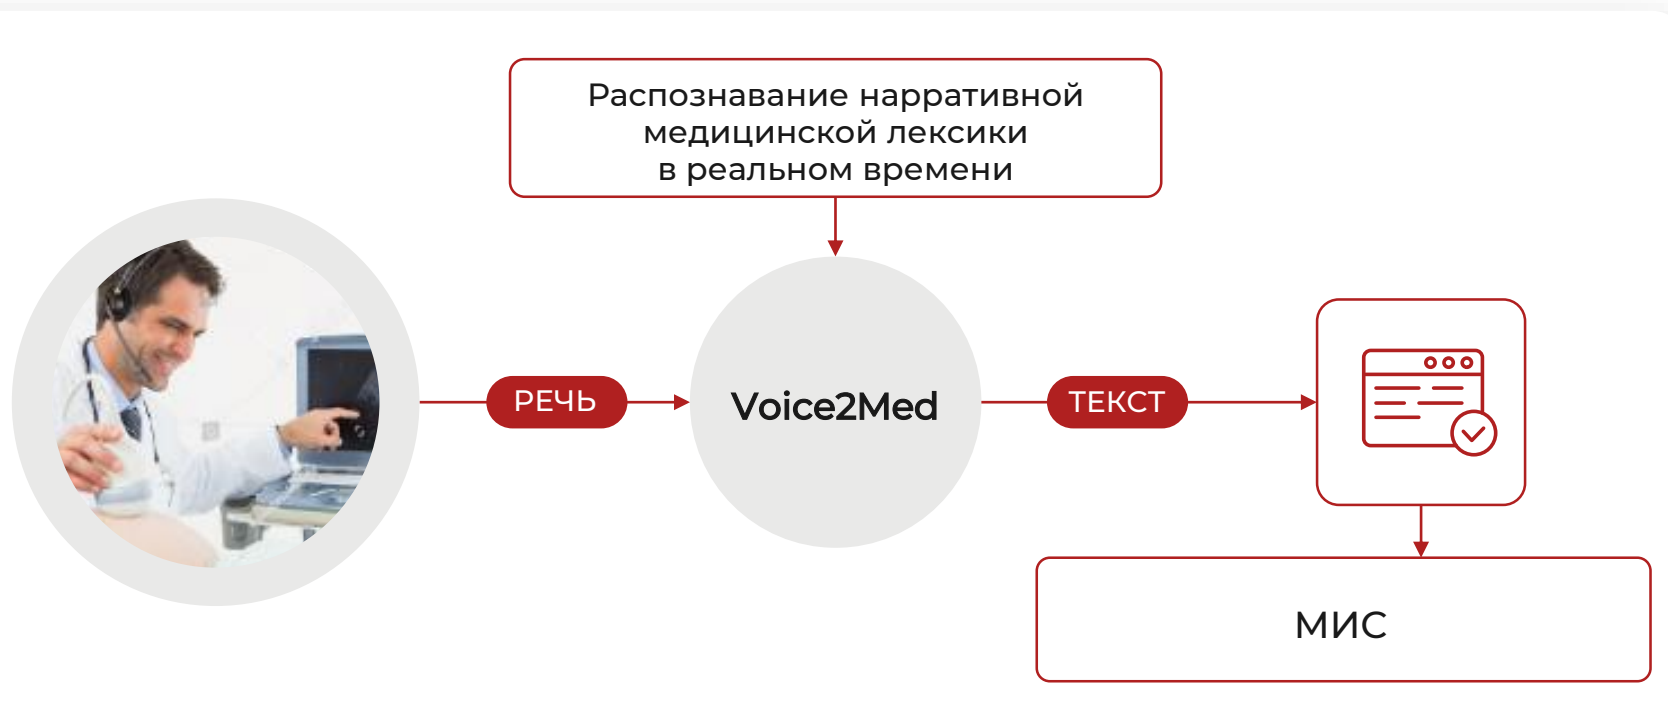 Распознавание нарративной
медицинской лексики
в реальном времени
РЕЧЬ
Voice2Med
ТЕКСТ
МИС